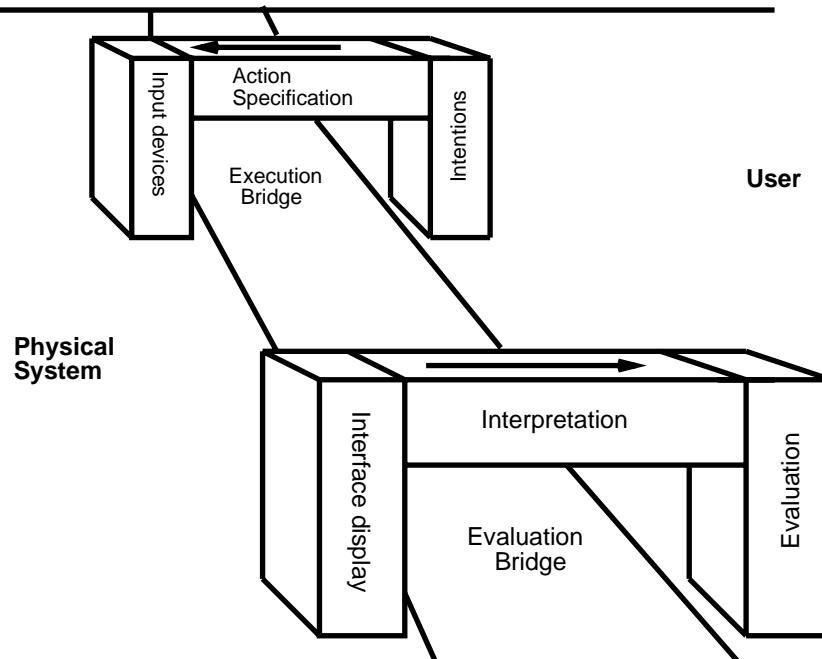 Input devices
Action
Specification
Intentions
Execution
Bridge
User
Physical
System
Interface display
Interpretation
Evaluation
Evaluation
Bridge